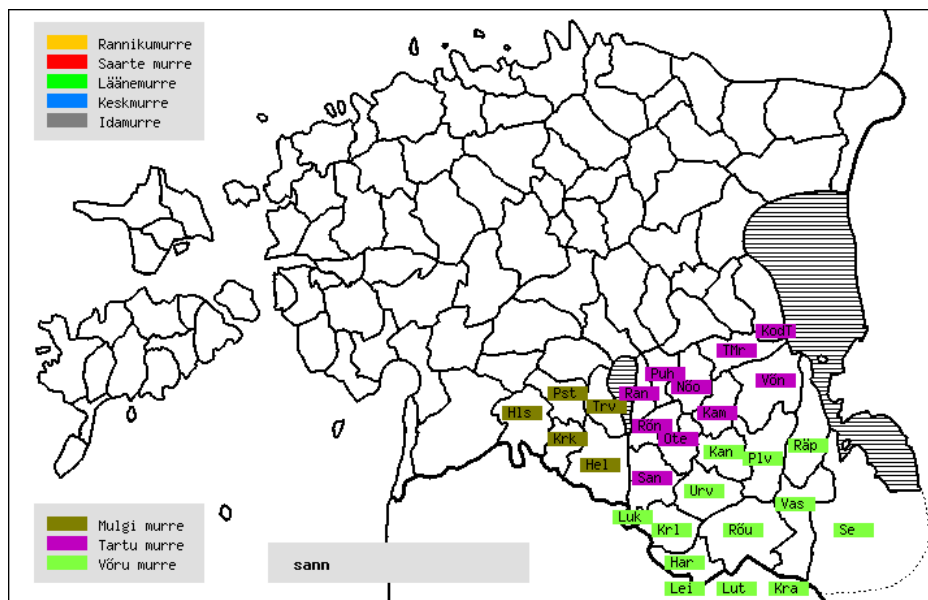 Rannikumurre
Saarte murre
Läänemurre
Keskmurre
Idamurre
KodT
TMr
Puh
Nõo
Võn
Pst
Ran
Trv
Hls
Kam
Rõn
Krk
Ote
Kan
Plv
Räp
Hel
San
Urv
Vas
Luk
Krl
Rõu
Se
Har
Lei
Lut
Kra
Mulgi murre
Tartu murre
Võru murre
sann